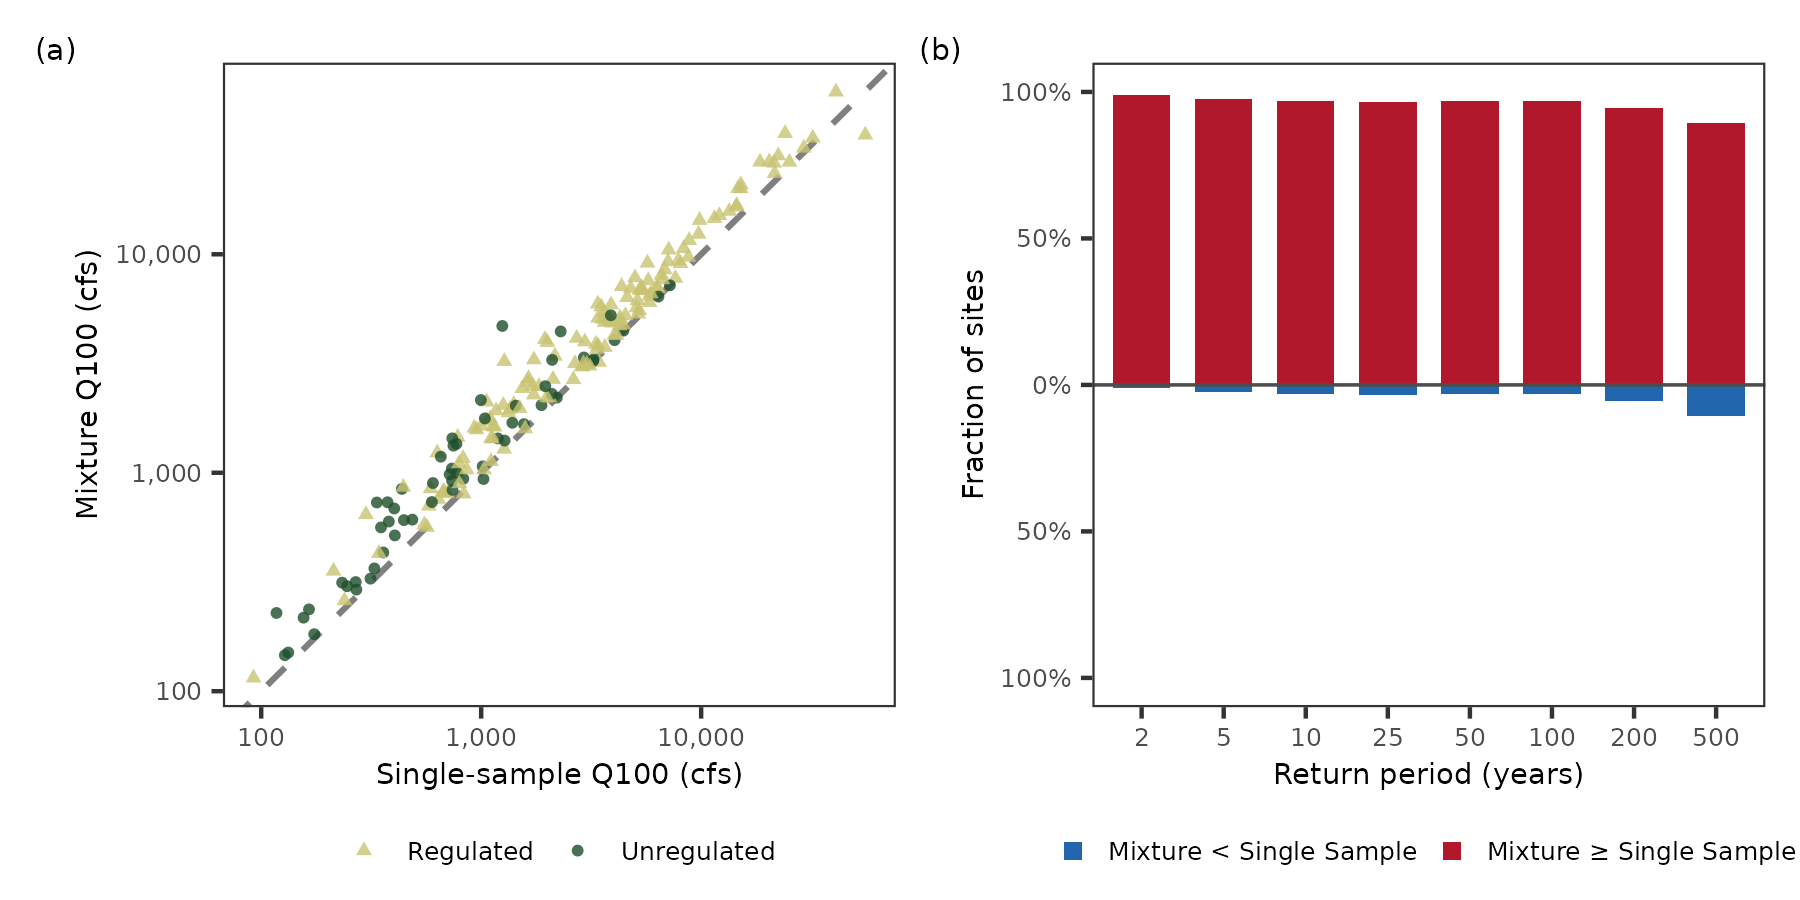 (a)
Mixture Q100 (cfs)
10,000
1,000
100
100
1,000
10,000
Single-sample Q100 (cfs)
Regulated
Unregulated
(b)
Fraction of sites
100%
50%
0%
50%
100%
2
5
10
25
50
100
200
500
Return period (years)
Mixture < Single Sample
Mixture ≥ Single Sample